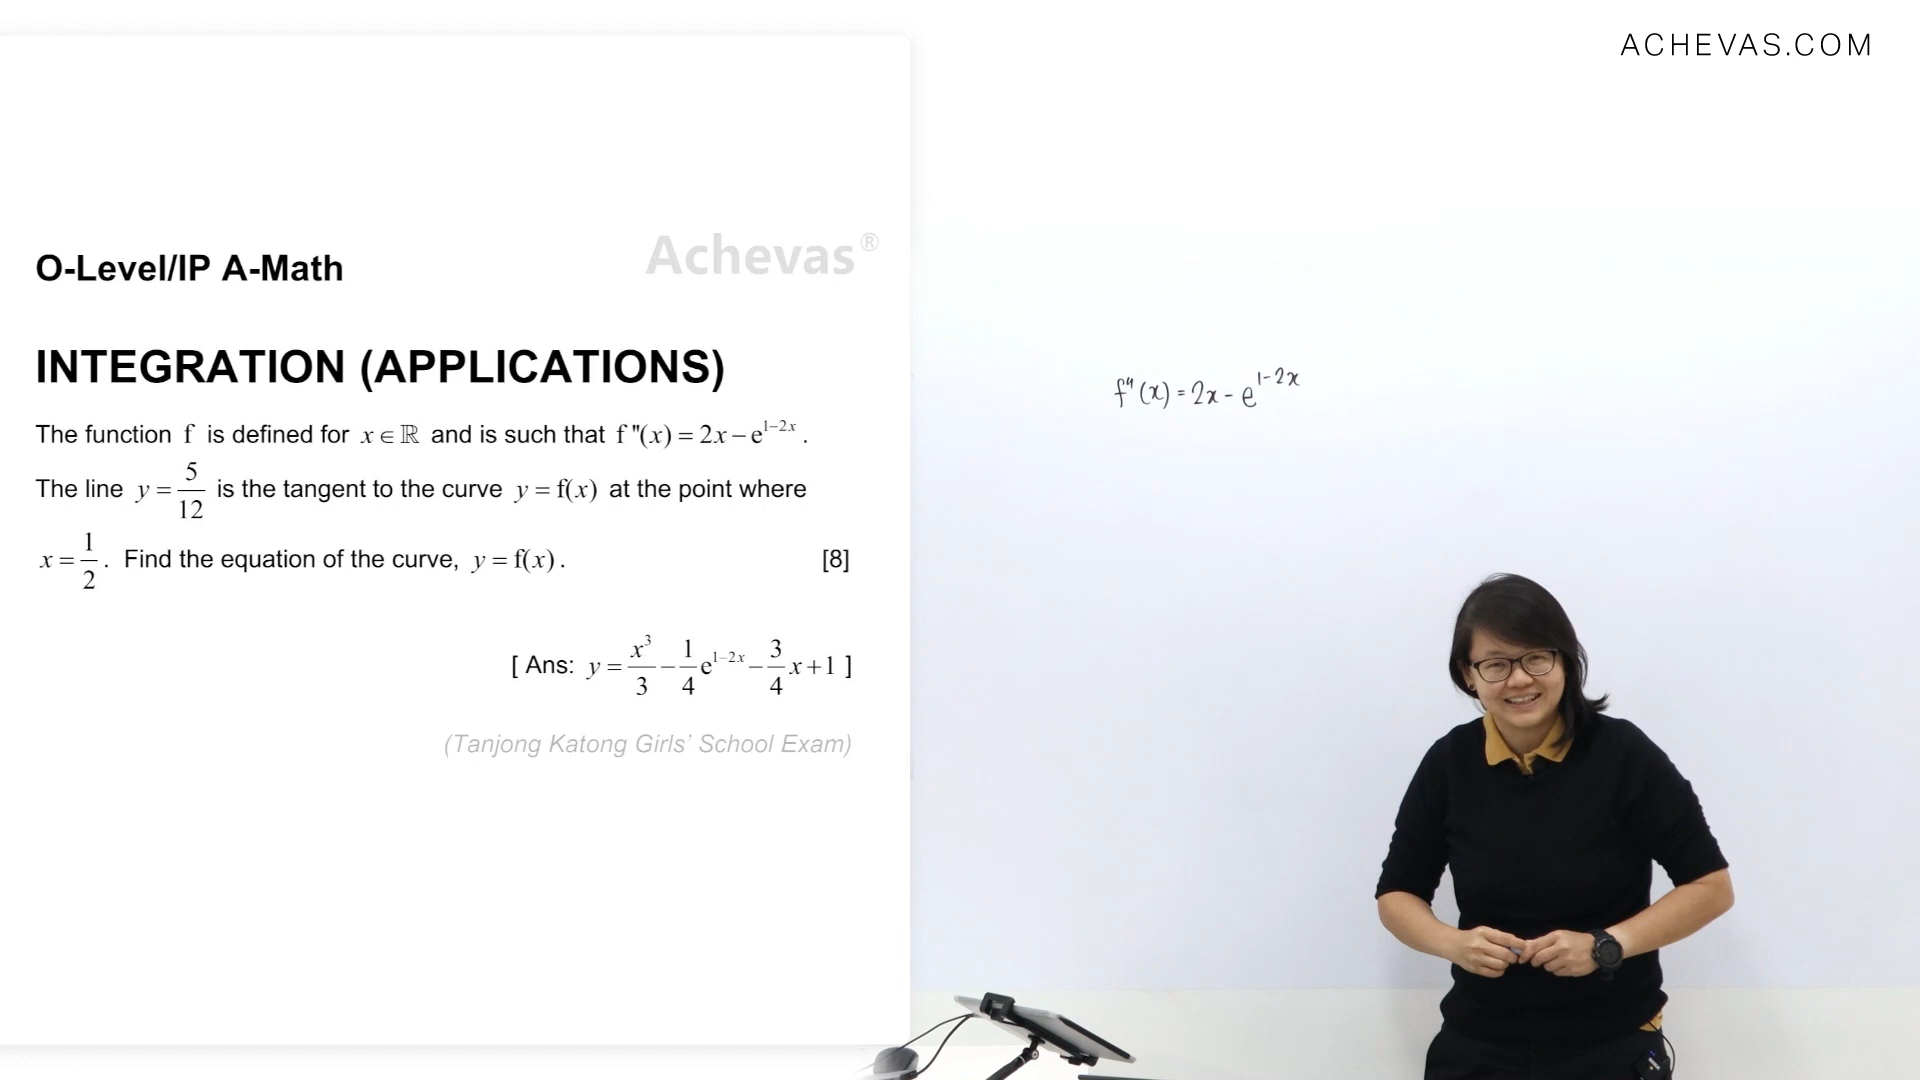 ACHEVAS.COM
Achevas®
O-Level/IP A-Math
INTEGRATION (APPLICATIONS)
The function f is defined for x ∈ ℝ and is such that f "(x) = 2x − e^{1−2x} .
The line y = 5/12 is the tangent to the curve y = f(x) at the point where
x = 1/2 . Find the equation of the curve, y = f(x) . [8]
[ Ans: y = x^3/3 − 1/4 e^{1−2x} − 3/4 x + 1 ]
(Tanjong Katong Girls’ School Exam)
f"(x) = 2x - e^{1-2x}